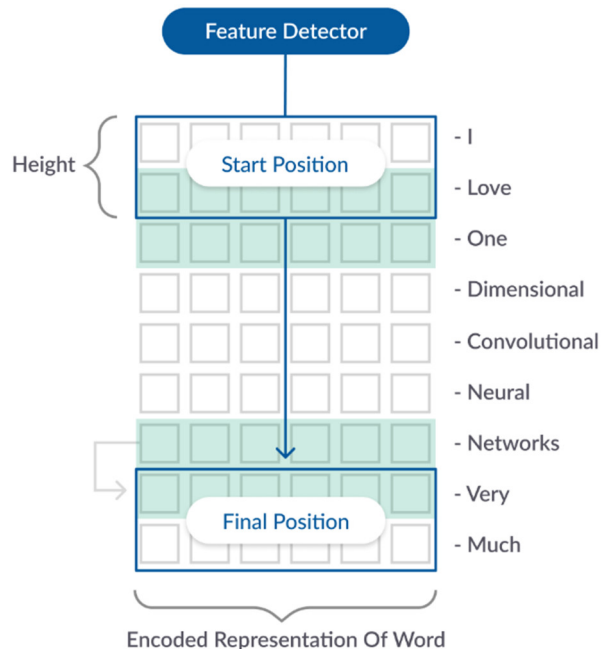 Feature Detector
Height
Start Position
- I
- Love
- One
- Dimensional
- Convolutional
- Neural
- Networks
- Very
Final Position
- Much
Encoded Representation Of Word